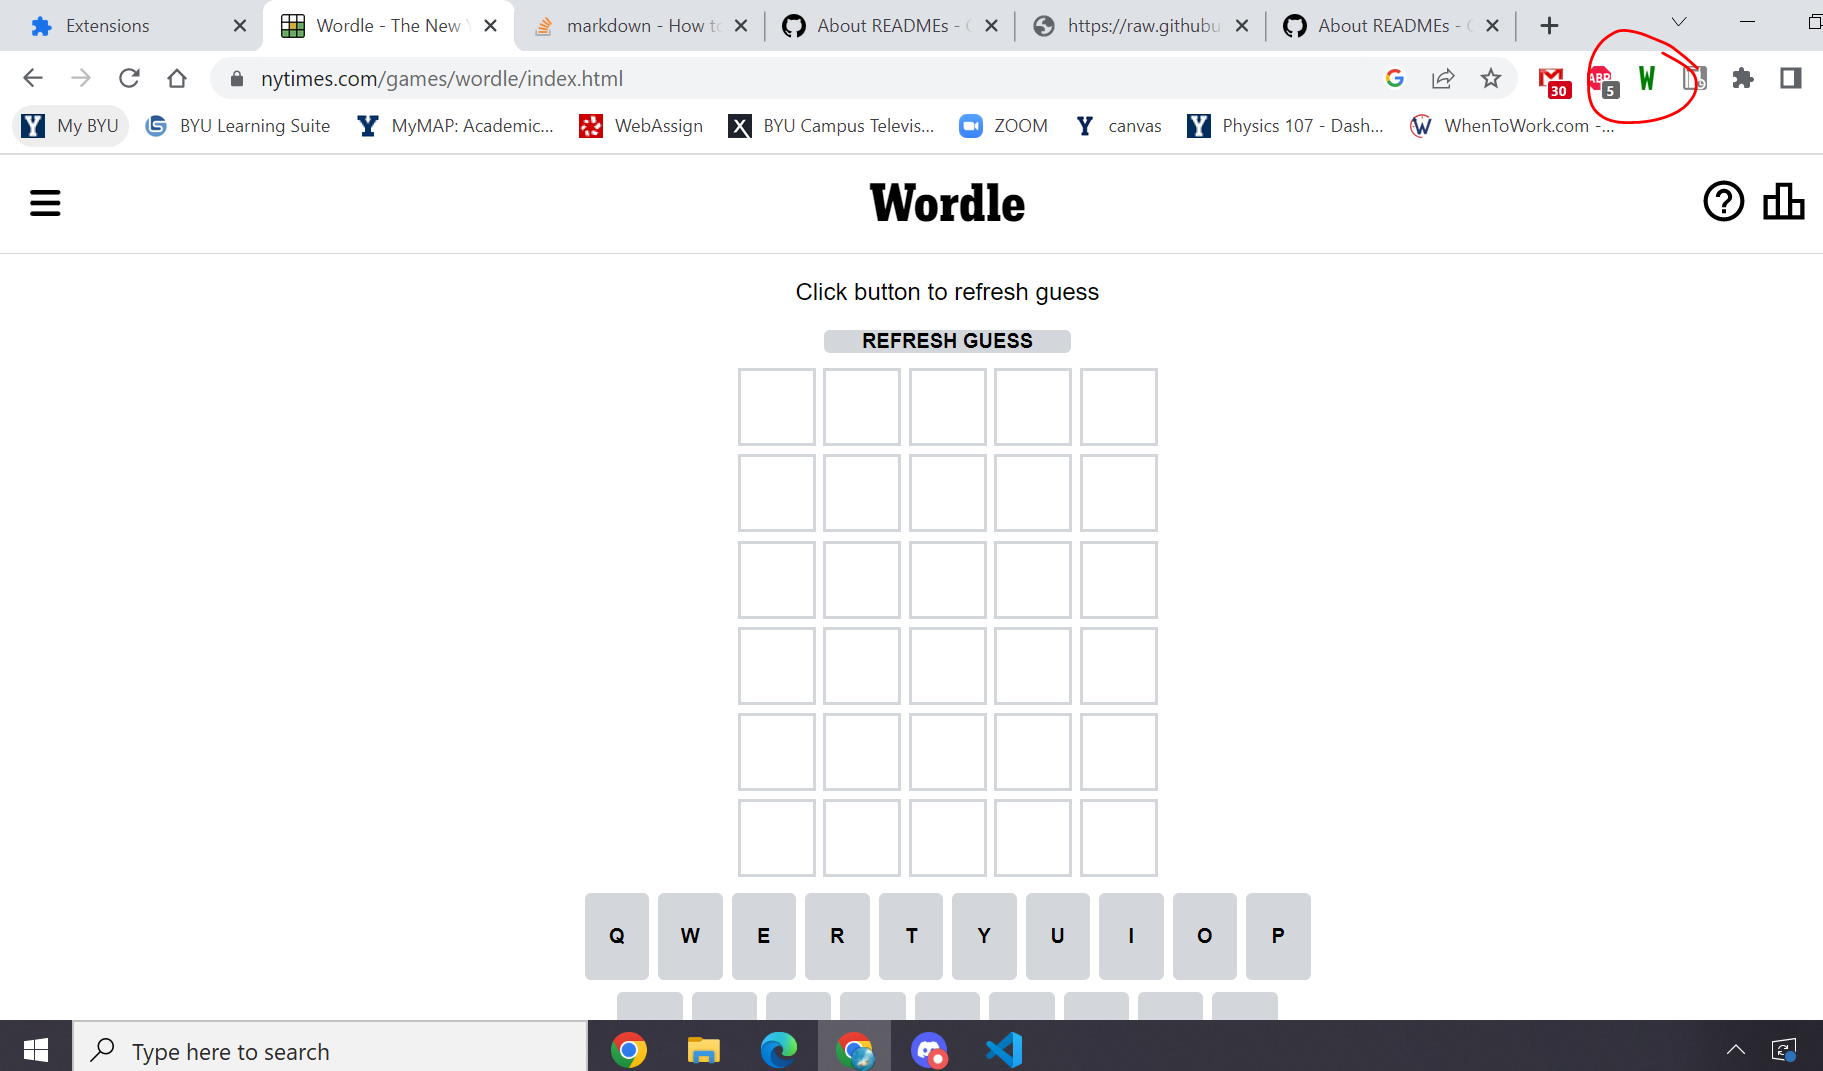 Extensions
Wordle - The New
markdown - How to
About READMEs -
https://raw.githubu
About READMEs -
nytimes.com/games/wordle/index.html
30
ABP
5
W
My BYU
BYU Learning Suite
MyMAP: Academic...
WebAssign
BYU Campus Televis...
ZOOM
canvas
Physics 107 - Dash...
WhenToWork.com -...
Wordle
Click button to refresh guess
REFRESH GUESS
Q W E R T Y U I O P
Type here to search